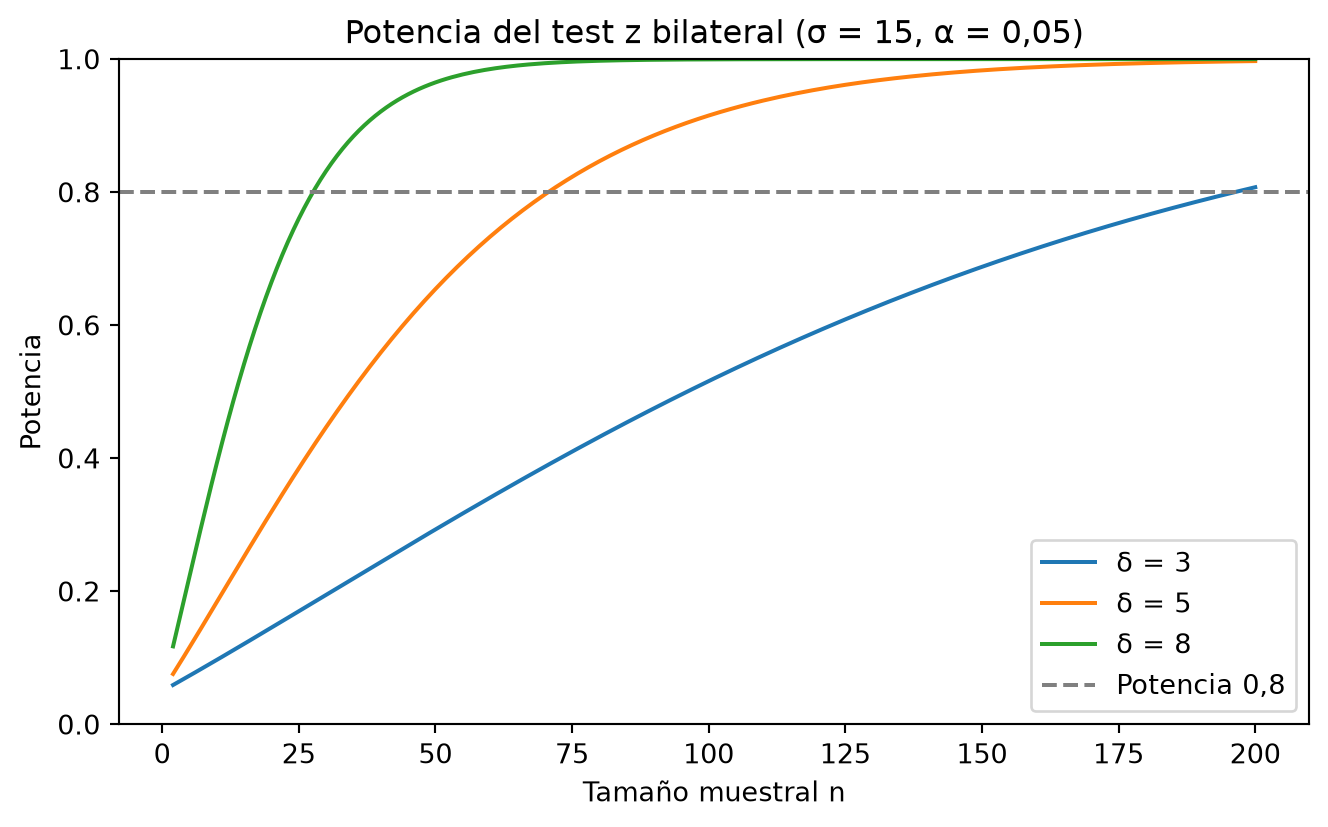 Potencia del test z bilateral (σ = 15, α = 0,05)
1.0
0.8
0.6
0.4
0.2
0.0
Potencia
0 25 50 75 100 125 150 175 200
Tamaño muestral n
δ = 3
δ = 5
δ = 8
Potencia 0,8